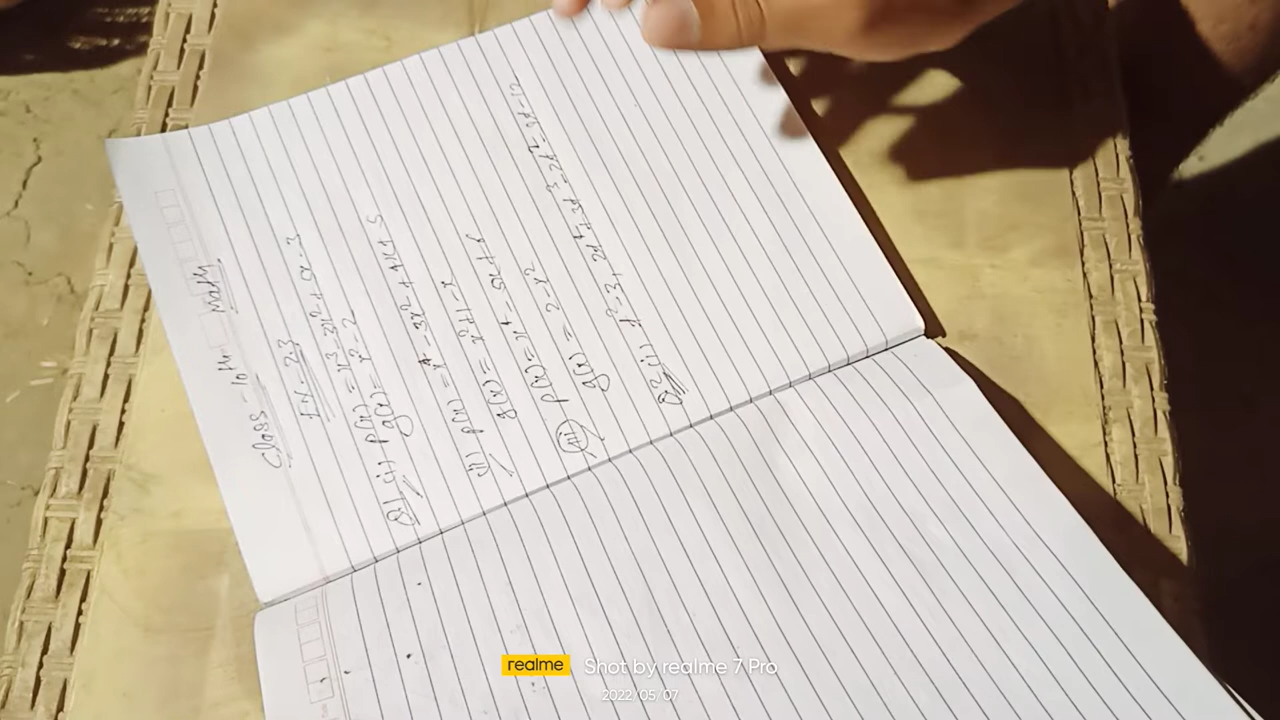 Class - 10th Math
Ex - 2.3
Q1 (i) p(x) = x3 - 3x2 + 5x - 3
g(x) = x2 - 2
(ii) p(x) = x4 - 3x2 + 4x + 5
g(x) = x2 + 1 - x
(iii) p(x) = x4 - 5x + 6
g(x) = 2 - x2
Q2 (i) t2 - 3, 2t4 + 3t3 - 2t2 - 9t - 12
realme Shot by realme 7 Pro
2022/05/07